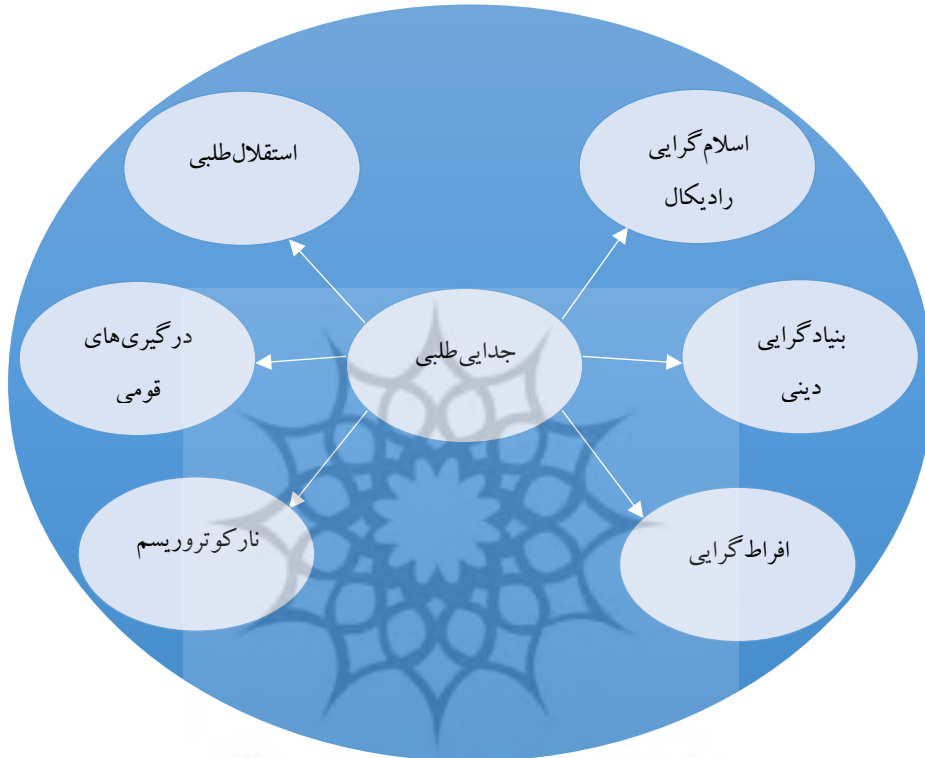 اسلام‌گرایی
رادیکال
استقلال‌طلبی
بنیادگرایی
دینی
جدایی‌طلبی
درگیری‌های
قومی
افراط‌گرایی
نارکوتروریسم